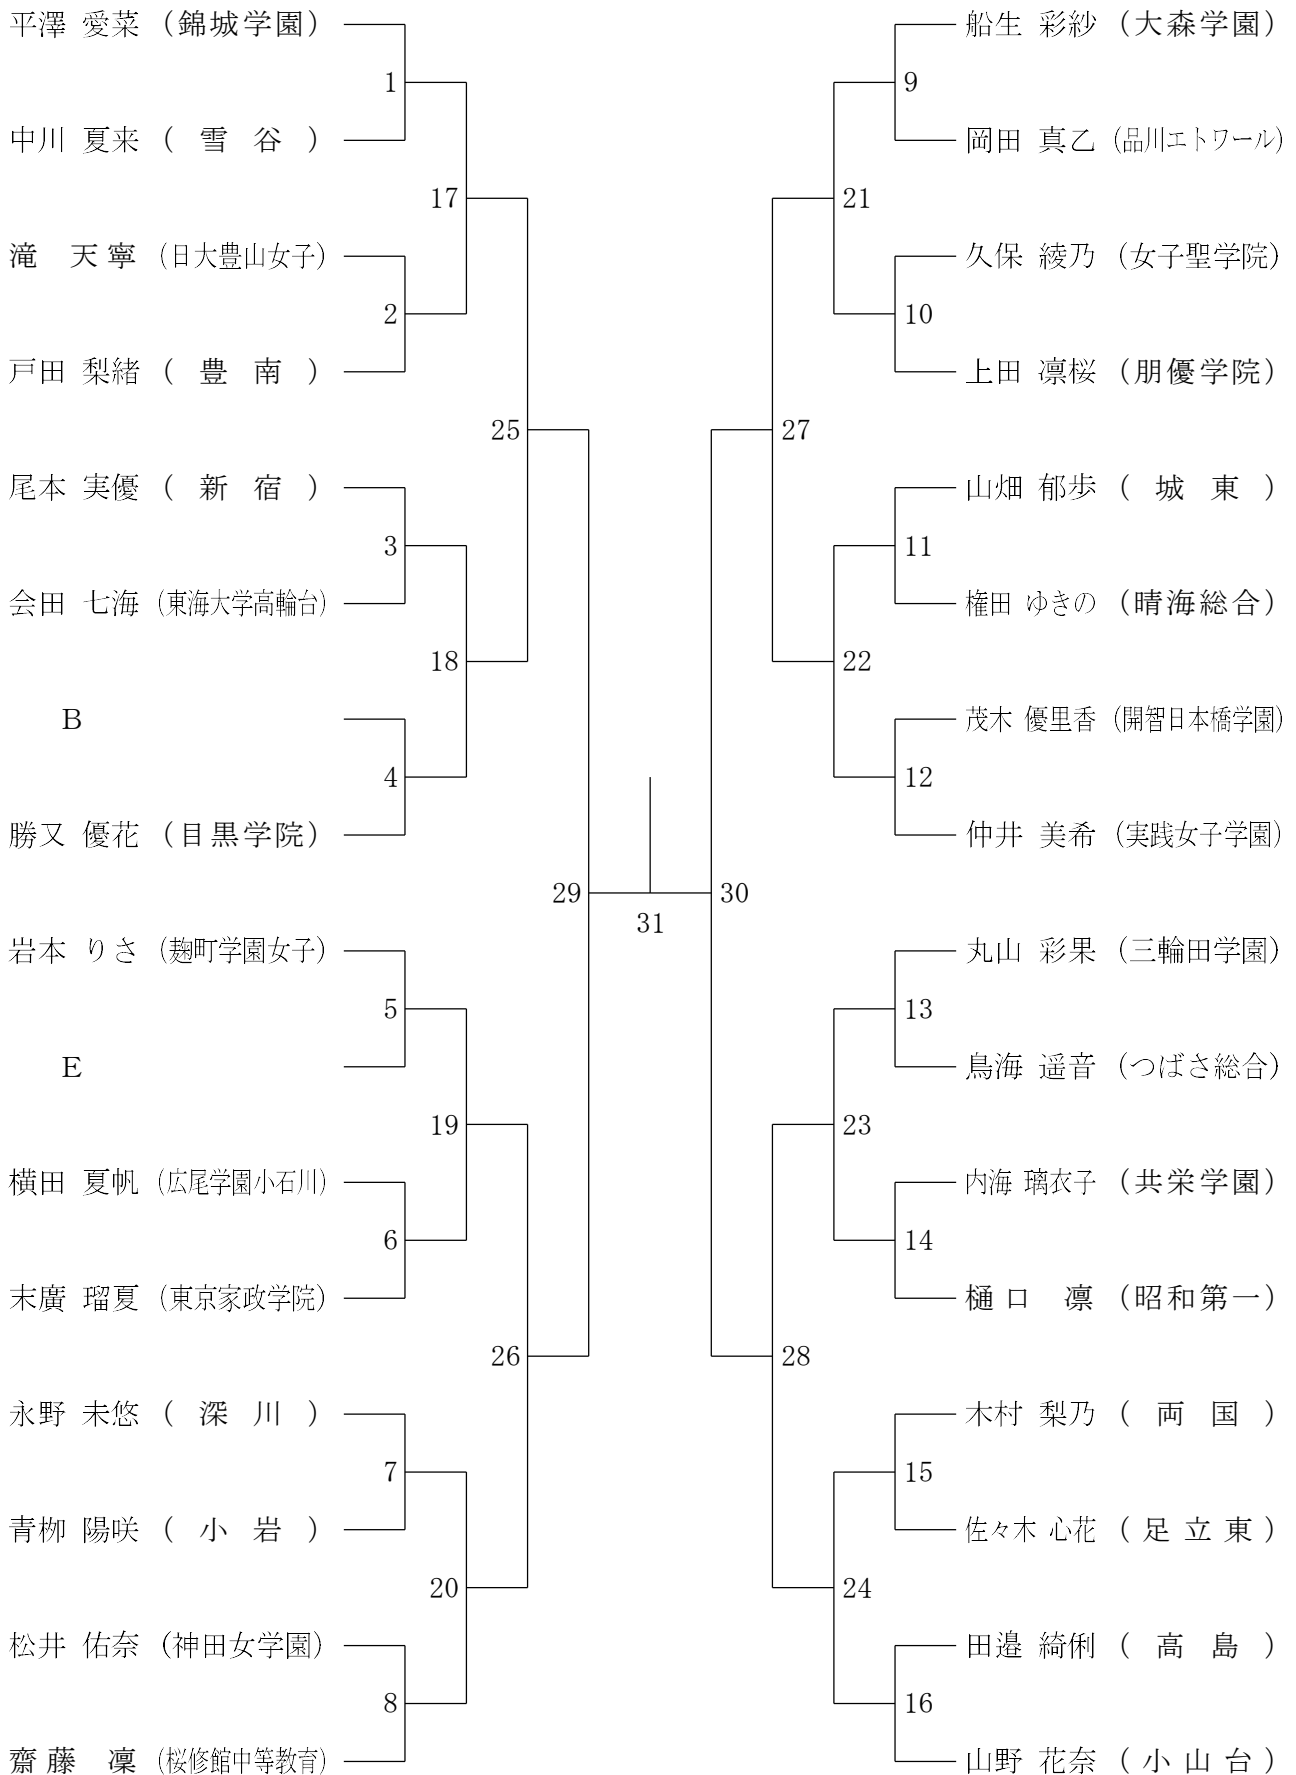 平澤 愛菜 (錦城学園)
1
中川 夏来 (雪谷)
17
滝 天寧 (日大豊山女子)
2
戸田 梨緒 (豊南)
25
尾本 実優 (新宿)
3
会田 七海 (東海大学高輪台)
18
B
4
勝又 優花 (目黒学院)
29
岩本 りさ (麹町学園女子)
5
E
19
横田 夏帆 (広尾学園小石川)
6
末廣 瑠夏 (東京家政学院)
26
永野 未悠 (深川)
7
青栁 陽咲 (小岩)
20
松井 佑奈 (神田女学園)
8
齋藤 凜 (桜修館中等教育)
31
船生 彩紗 (大森学園)
9
岡田 真乙 (品川エトワール)
21
久保 綾乃 (女子聖学院)
10
上田 凛桜 (朋優学院)
27
山畑 郁歩 (城東)
11
権田 ゆきの (晴海総合)
22
茂木 優里香 (開智日本橋学園)
12
仲井 美希 (実践女子学園)
30
丸山 彩果 (三輪田学園)
13
鳥海 遥音 (つばさ総合)
23
内海 璃衣子 (共栄学園)
14
樋口 凛 (昭和第一)
28
木村 梨乃 (両国)
15
佐々木 心花 (足立東)
24
田邉 綺俐 (高島)
16
山野 花奈 (小山台)